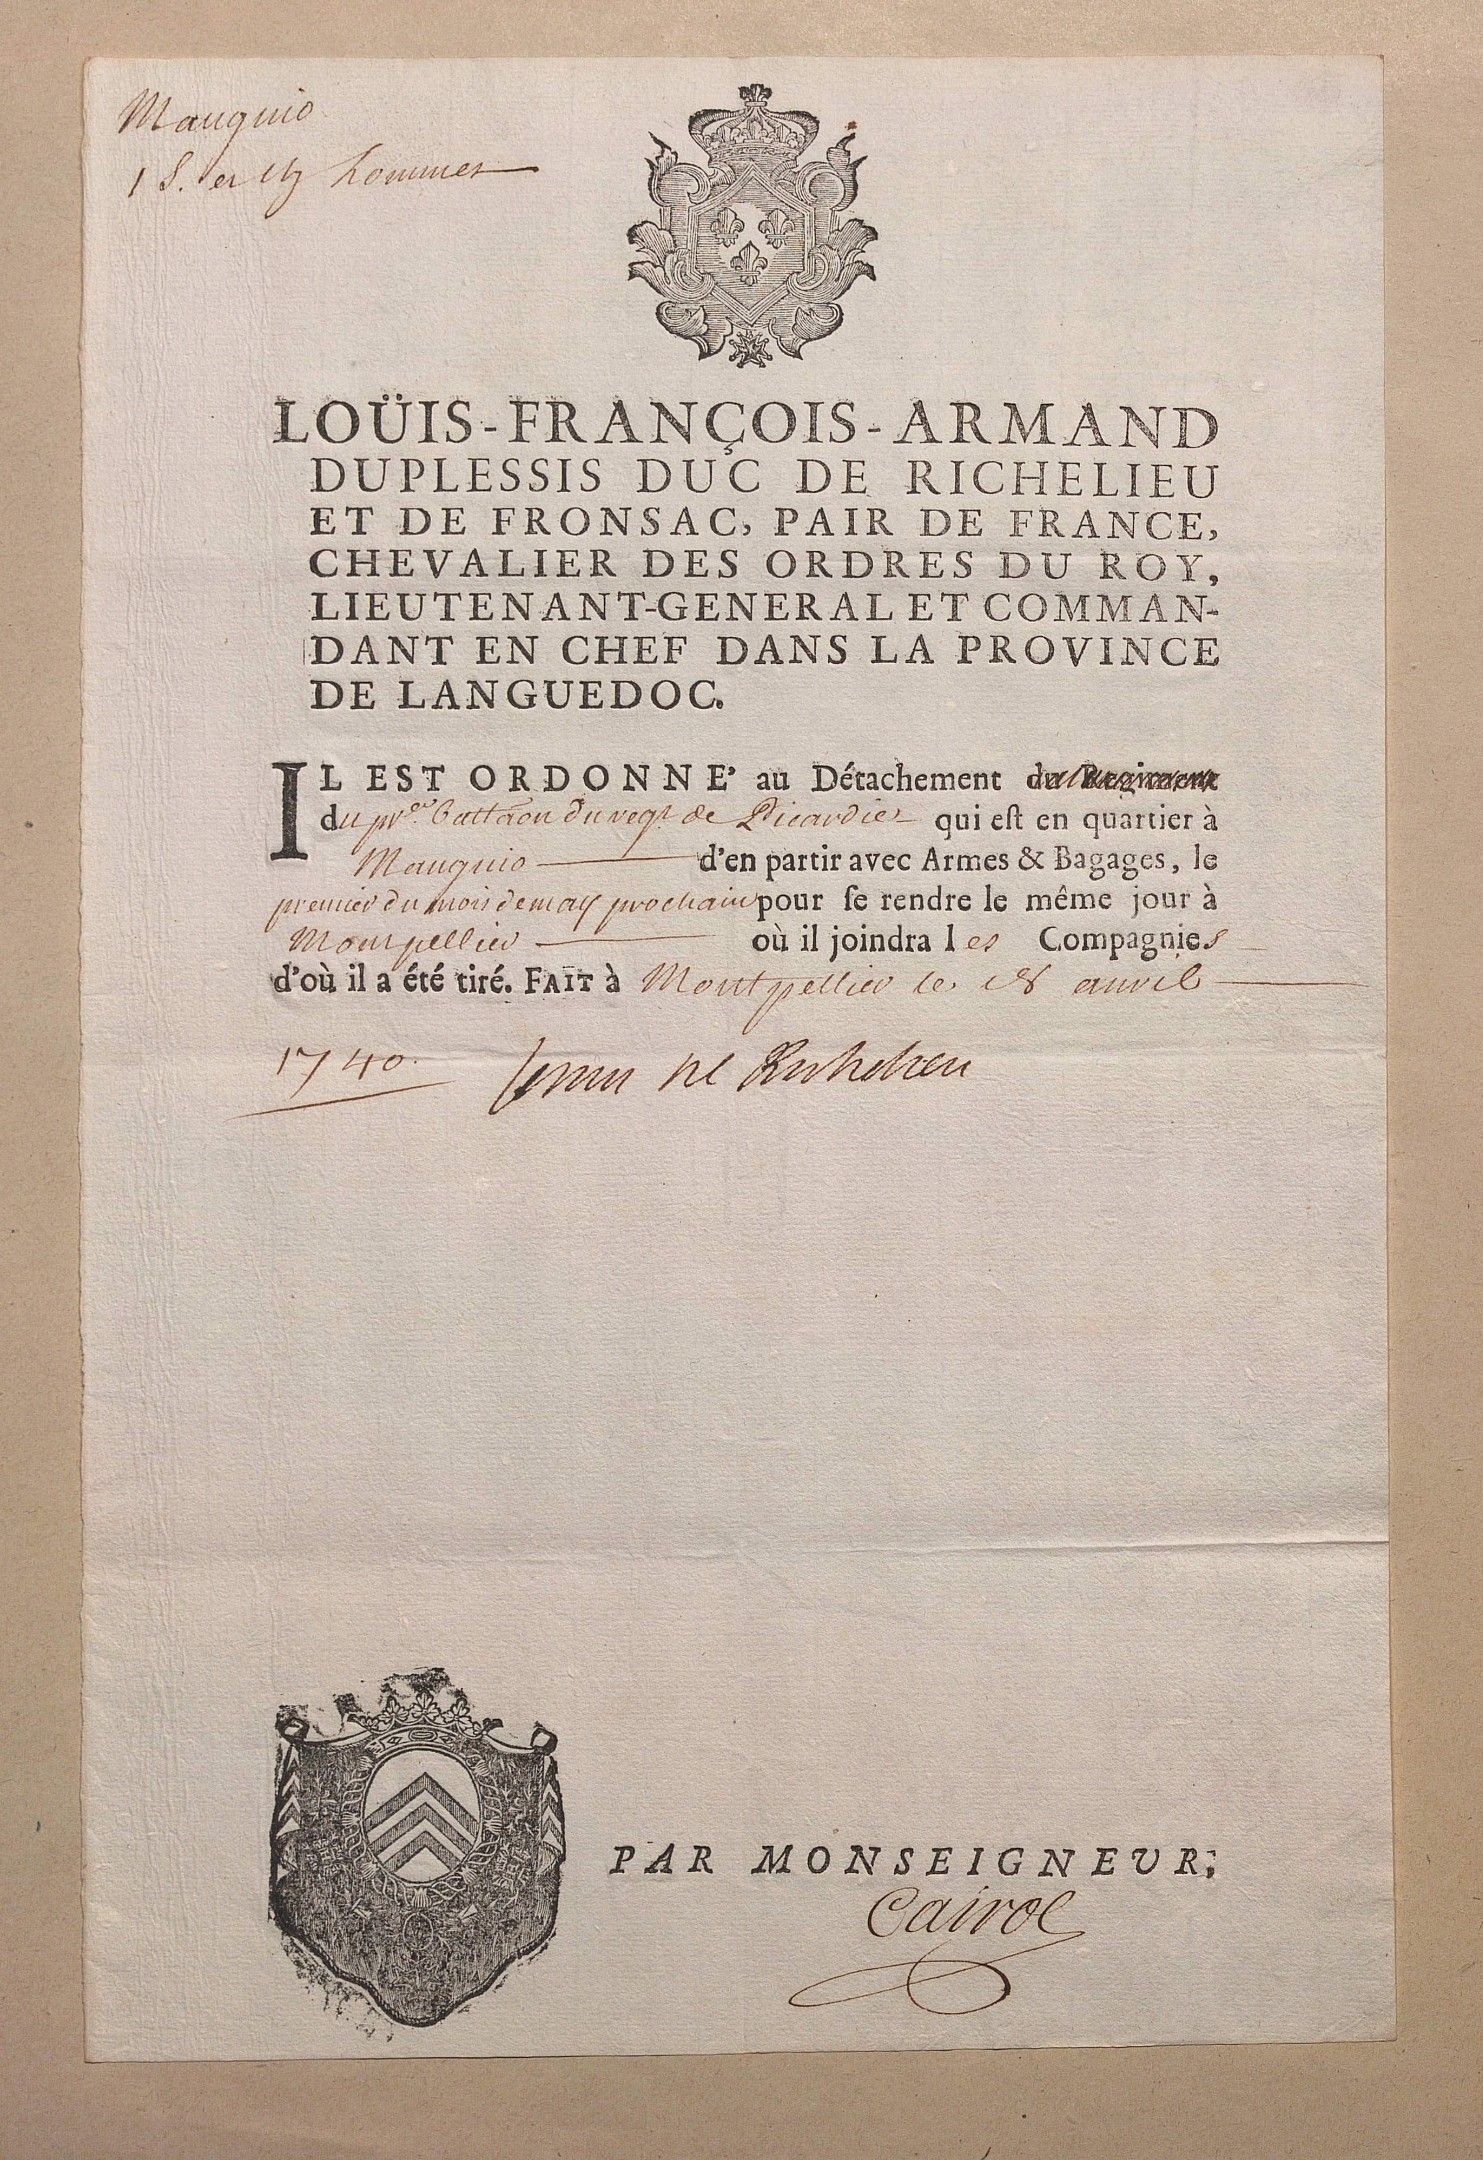 Mauguio
1 S. et hommes
LOÜIS-FRANÇOIS-ARMAND
DUPLESSIS DUC DE RICHELIEU
ET DE FRONSAC, PAIR DE FRANCE,
CHEVALIER DES ORDRES DU ROY,
LIEUTENANT-GENERAL ET COMMAN-
DANT EN CHEF DANS LA PROVINCE
DE LANGUEDOC.
IL EST ORDONNE' au Détachement du Regiment
du pr.er battaon du regt de Picardie qui est en quartier à
Mauguio d'en partir avec Armes & Bagages, le
premier du mois de may prochain pour se rendre le même jour à
Montpellier où il joindra les Compagnies
d'où il a été tiré. FAIT à Montpellier le avril
1740. Richelieu
PAR MONSEIGNEUR;
Cairol